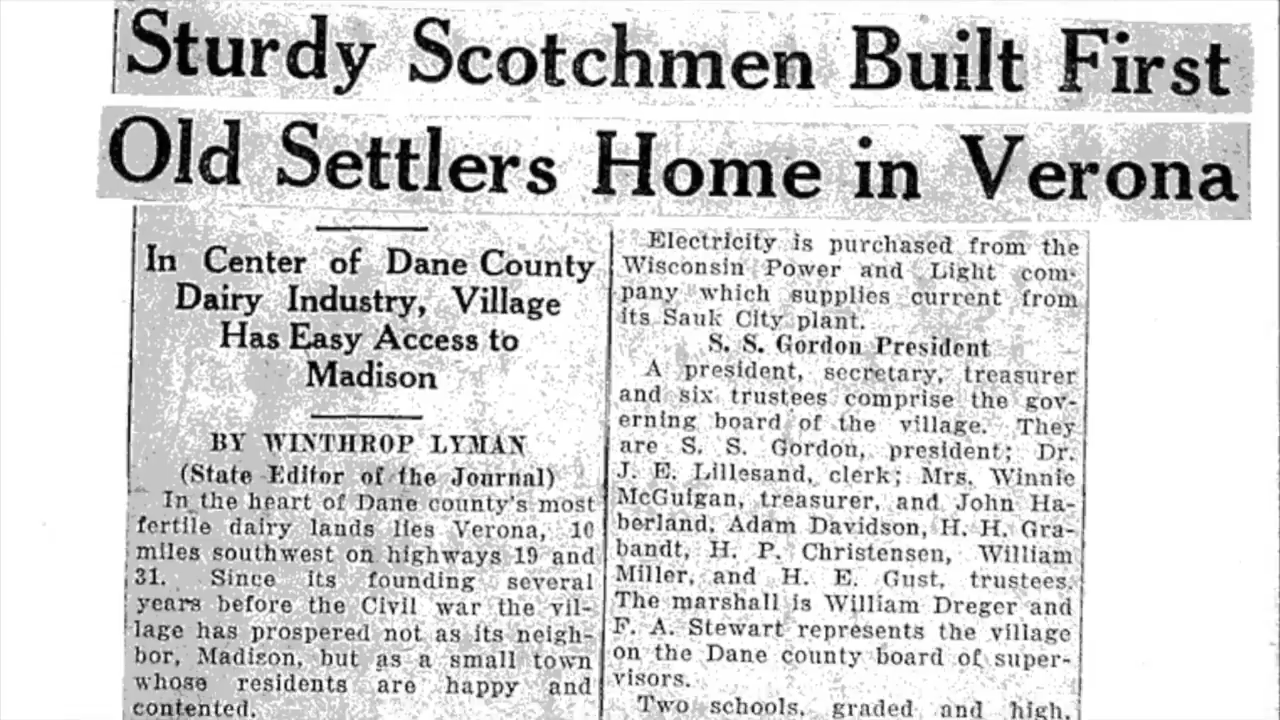 Sturdy Scotchmen Built First
Old Settlers Home in Verona
In Center of Dane County
Dairy Industry, Village
Has Easy Access to
Madison
BY WINTHROP LYMAN
(State Editor of the Journal)
In the heart of Dane county's most
fertile dairy lands lies Verona, 10
miles southwest on highways 19 and
31. Since its founding several
years before the Civil war the vil-
lage has prospered not as its neigh-
bor, Madison, but as a small town
whose residents are happy and
contented.
Electricity is purchased from the
Wisconsin Power and Light com-
pany which supplies current from
its Sauk City plant.
S. S. Gordon President
A president, secretary, treasurer
and six trustees comprise the gov-
erning board of the village. They
are S. S. Gordon, president; Dr.
J. E. Lillesand, clerk; Mrs. Winnie
McGuigan, treasurer, and John Ha-
berland, Adam Davidson, H. H. Gra-
bandt, H. P. Christensen, William
Miller, and H. E. Gust, trustees.
The marshall is William Dreger and
F. A. Stewart represents the village
on the Dane county board of super-
visors.
Two schools, graded and high,